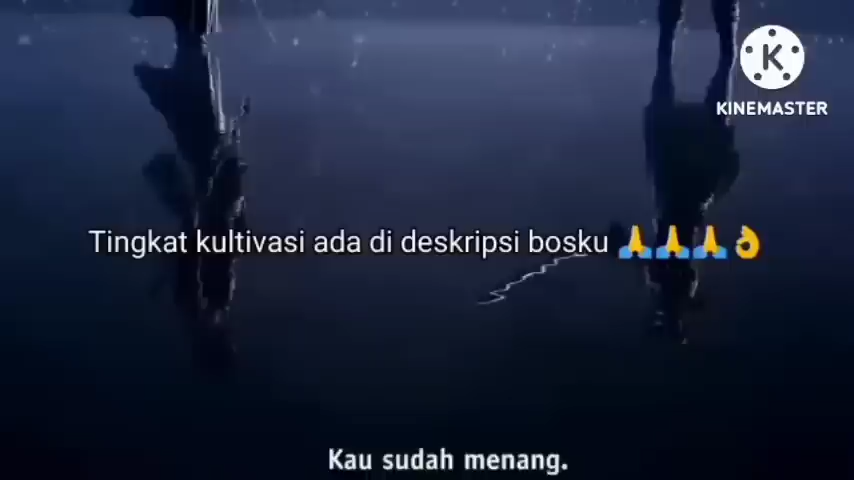 KINEMASTER
Tingkat kultivasi ada di deskripsi bosku 🙏🙏🙏👌
Kau sudah menang.